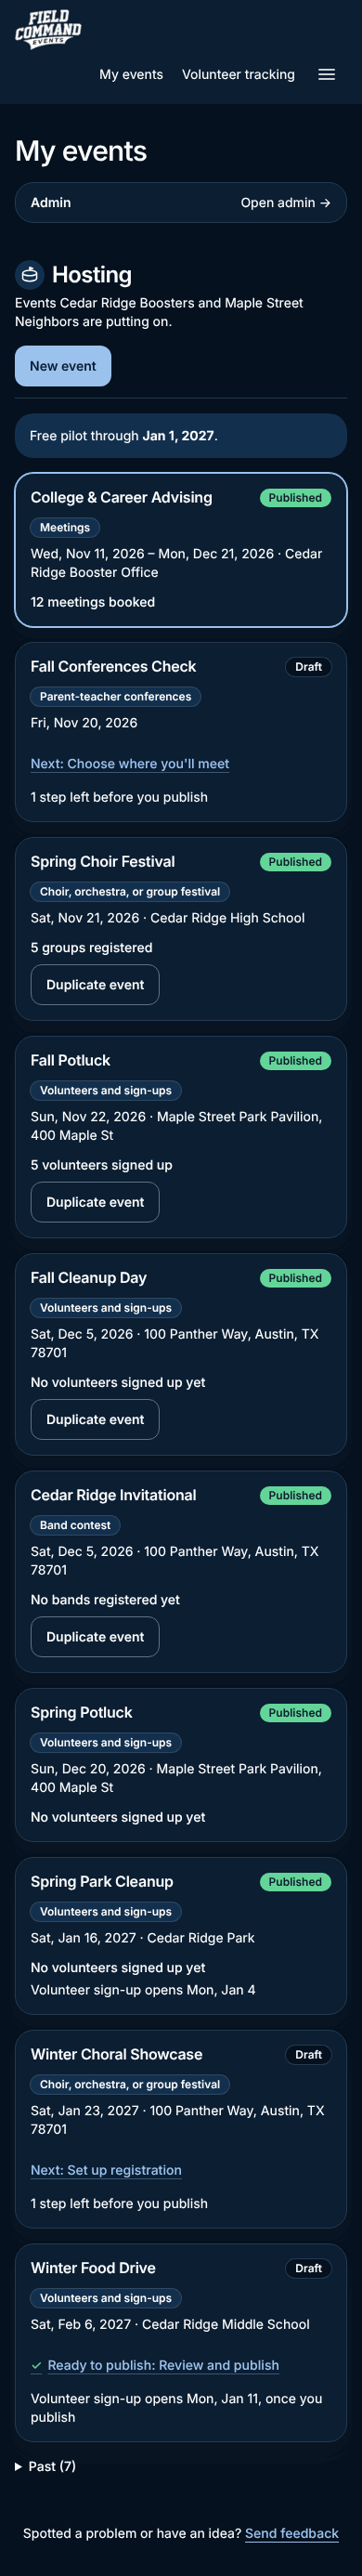 FIELD
COMMAND
EVENTS
My events
Volunteer tracking
My events
Admin
Open admin →
Hosting
Events Cedar Ridge Boosters and Maple Street
Neighbors are putting on.
New event
Free pilot through Jan 1, 2027.
College & Career Advising
Published
Meetings
Wed, Nov 11, 2026 – Mon, Dec 21, 2026 · Cedar
Ridge Booster Office
12 meetings booked
Fall Conferences Check
Draft
Parent-teacher conferences
Fri, Nov 20, 2026
Next: Choose where you'll meet
1 step left before you publish
Spring Choir Festival
Published
Choir, orchestra, or group festival
Sat, Nov 21, 2026 · Cedar Ridge High School
5 groups registered
Duplicate event
Fall Potluck
Published
Volunteers and sign-ups
Sun, Nov 22, 2026 · Maple Street Park Pavilion,
400 Maple St
5 volunteers signed up
Duplicate event
Fall Cleanup Day
Published
Volunteers and sign-ups
Sat, Dec 5, 2026 · 100 Panther Way, Austin, TX
78701
No volunteers signed up yet
Duplicate event
Cedar Ridge Invitational
Published
Band contest
Sat, Dec 5, 2026 · 100 Panther Way, Austin, TX
78701
No bands registered yet
Duplicate event
Spring Potluck
Published
Volunteers and sign-ups
Sun, Dec 20, 2026 · Maple Street Park Pavilion,
400 Maple St
No volunteers signed up yet
Spring Park Cleanup
Published
Volunteers and sign-ups
Sat, Jan 16, 2027 · Cedar Ridge Park
No volunteers signed up yet
Volunteer sign-up opens Mon, Jan 4
Winter Choral Showcase
Draft
Choir, orchestra, or group festival
Sat, Jan 23, 2027 · 100 Panther Way, Austin, TX
78701
Next: Set up registration
1 step left before you publish
Winter Food Drive
Draft
Volunteers and sign-ups
Sat, Feb 6, 2027 · Cedar Ridge Middle School
✓ Ready to publish: Review and publish
Volunteer sign-up opens Mon, Jan 11, once you
publish
▶ Past (7)
Spotted a problem or have an idea? Send feedback